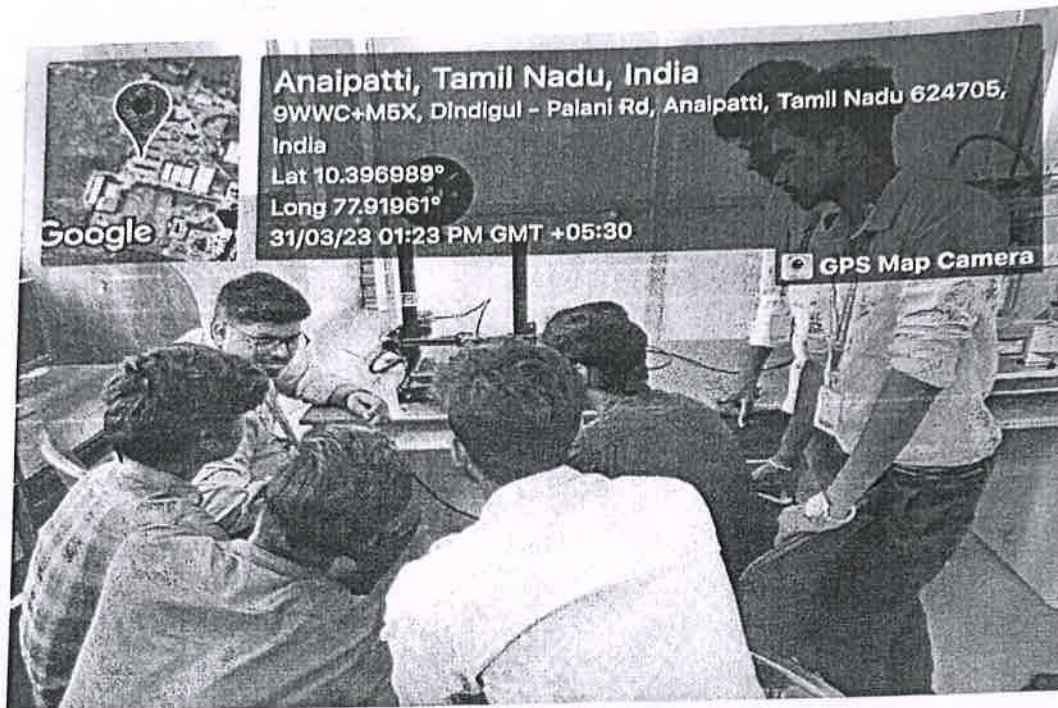 Anaipatti, Tamil Nadu, India
9WWC+M5X, Dindigul - Palani Rd, Anaipatti, Tamil Nadu 624705,
India
Lat 10.396989°
Long 77.91961°
31/03/23 01:23 PM GMT +05:30
Google
GPS Map Camera